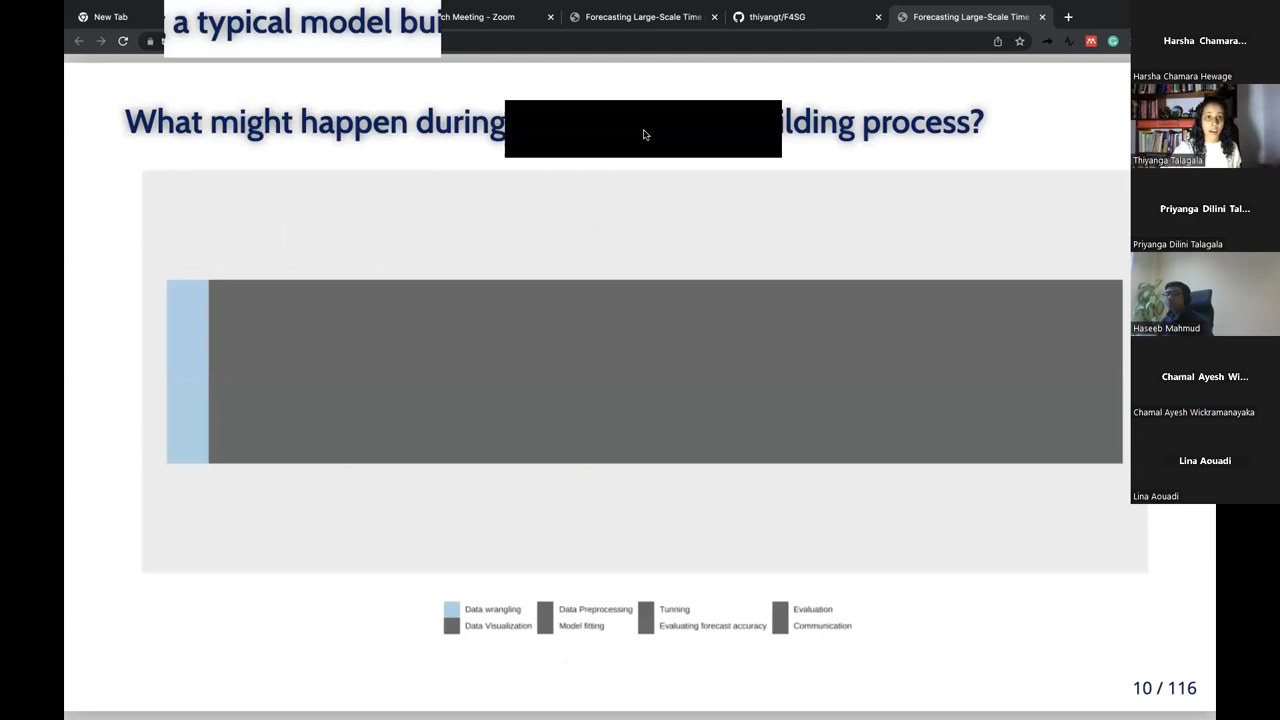 New Tab
ch Meeting - Zoom
Forecasting Large-Scale Time
thiyangt/F4SG
Forecasting Large-Scale Time
a typical model bui
What might happen during
ilding process?
Harsha Chamara...
Harsha Chamara Hewage
Thiyanga Talagala
Priyanga Dilini Tal...
Priyanga Dilini Talagala
Haseeb Mahmud
Chamal Ayesh Wi...
Chamal Ayesh Wickramanayaka
Lina Aouadi
Lina Aouadi
Data wrangling
Data Preprocessing
Tunning
Evaluation
Data Visualization
Model fitting
Evaluating forecast accuracy
Communication
10 / 116